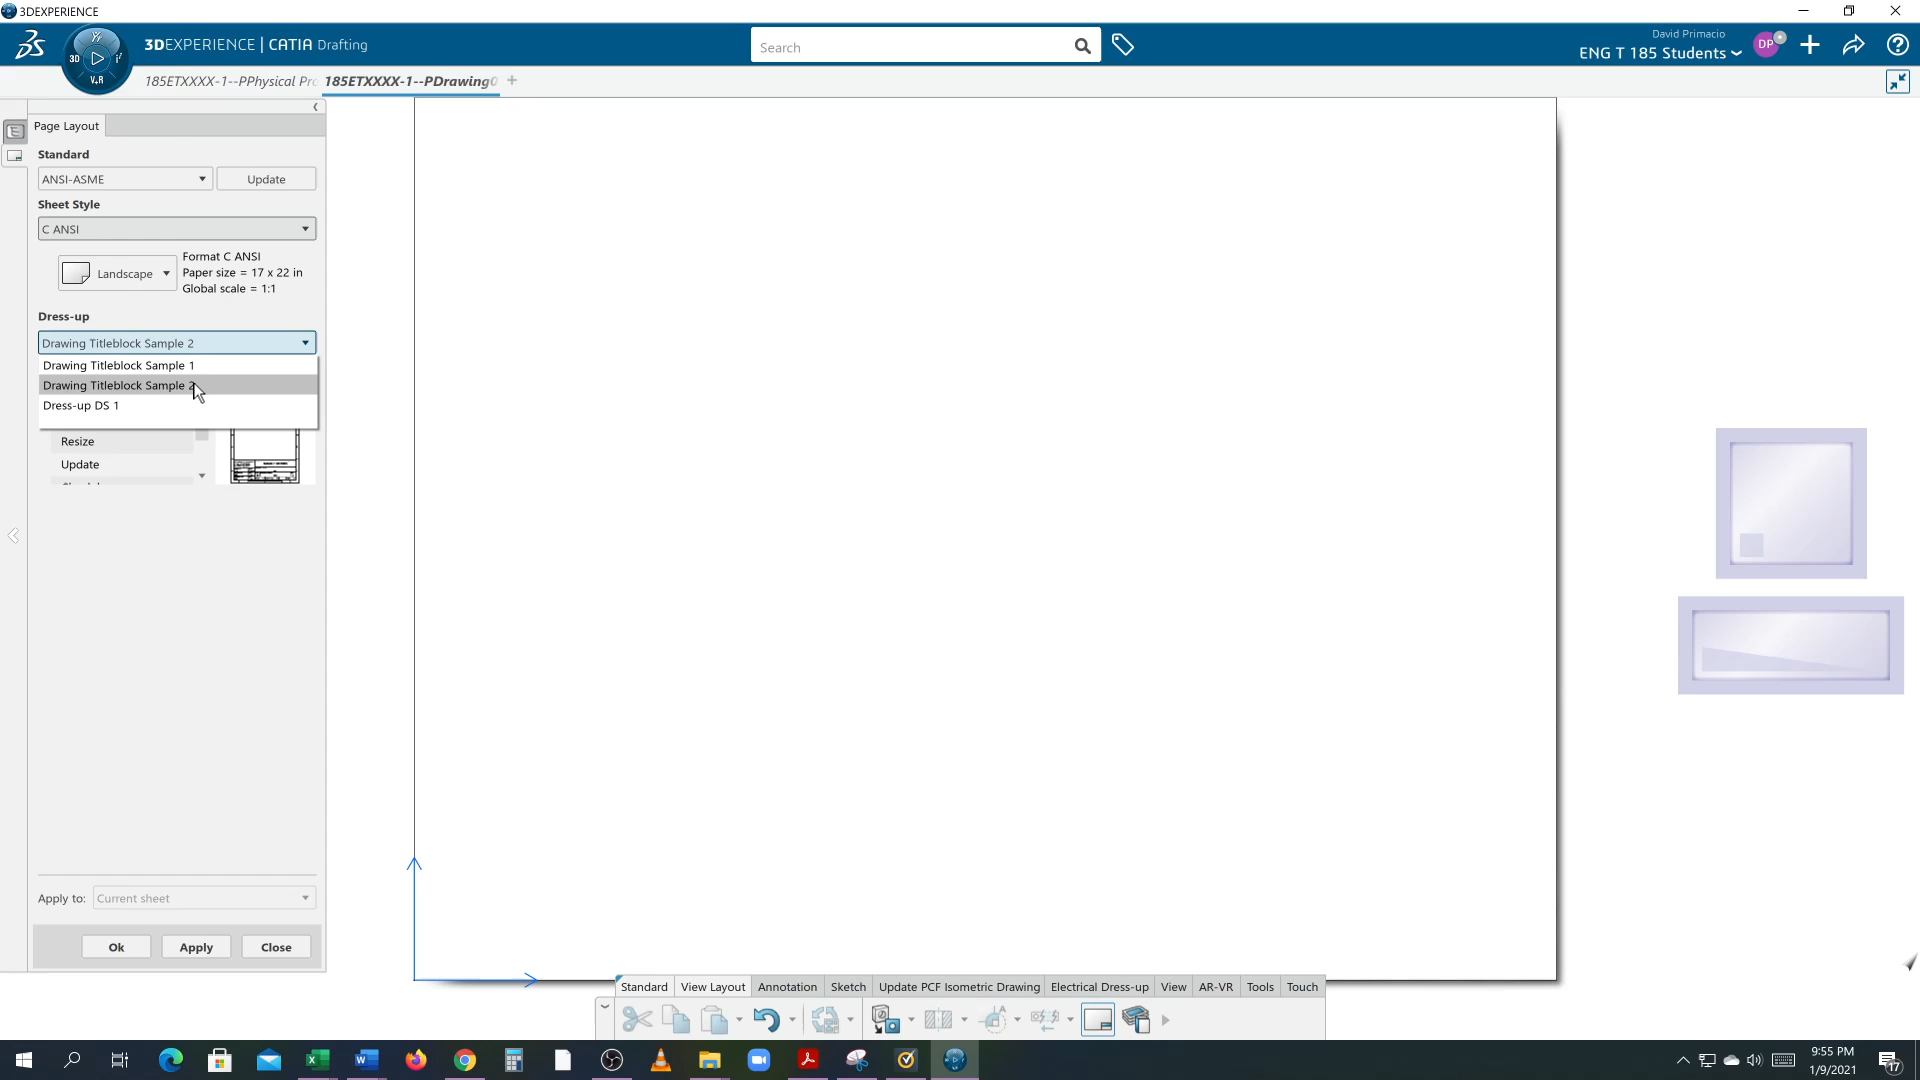 3DEXPERIENCE
3DEXPERIENCE | CATIA Drafting
Search
David Primacio
ENG T 185 Students
DP
3D
V+R
185ETXXXX-1--PPhysical Pr
185ETXXXX-1--PDrawing0
Page Layout
Standard
ANSI-ASME
Update
Sheet Style
C ANSI
Landscape
Format C ANSI
Paper size = 17 x 22 in
Global scale = 1:1
Dress-up
Drawing Titleblock Sample 2
Drawing Titleblock Sample 1
Drawing Titleblock Sample 2
Dress-up DS 1
Resize
Update
Apply to:
Current sheet
Ok
Apply
Close
Standard
View Layout
Annotation
Sketch
Update PCF Isometric Drawing
Electrical Dress-up
View
AR-VR
Tools
Touch
9:55 PM
1/9/2021
17